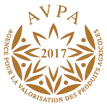 AVPA
2017
AGENCE POUR LA VALORISATION DES PRODUITS AGRICOLES